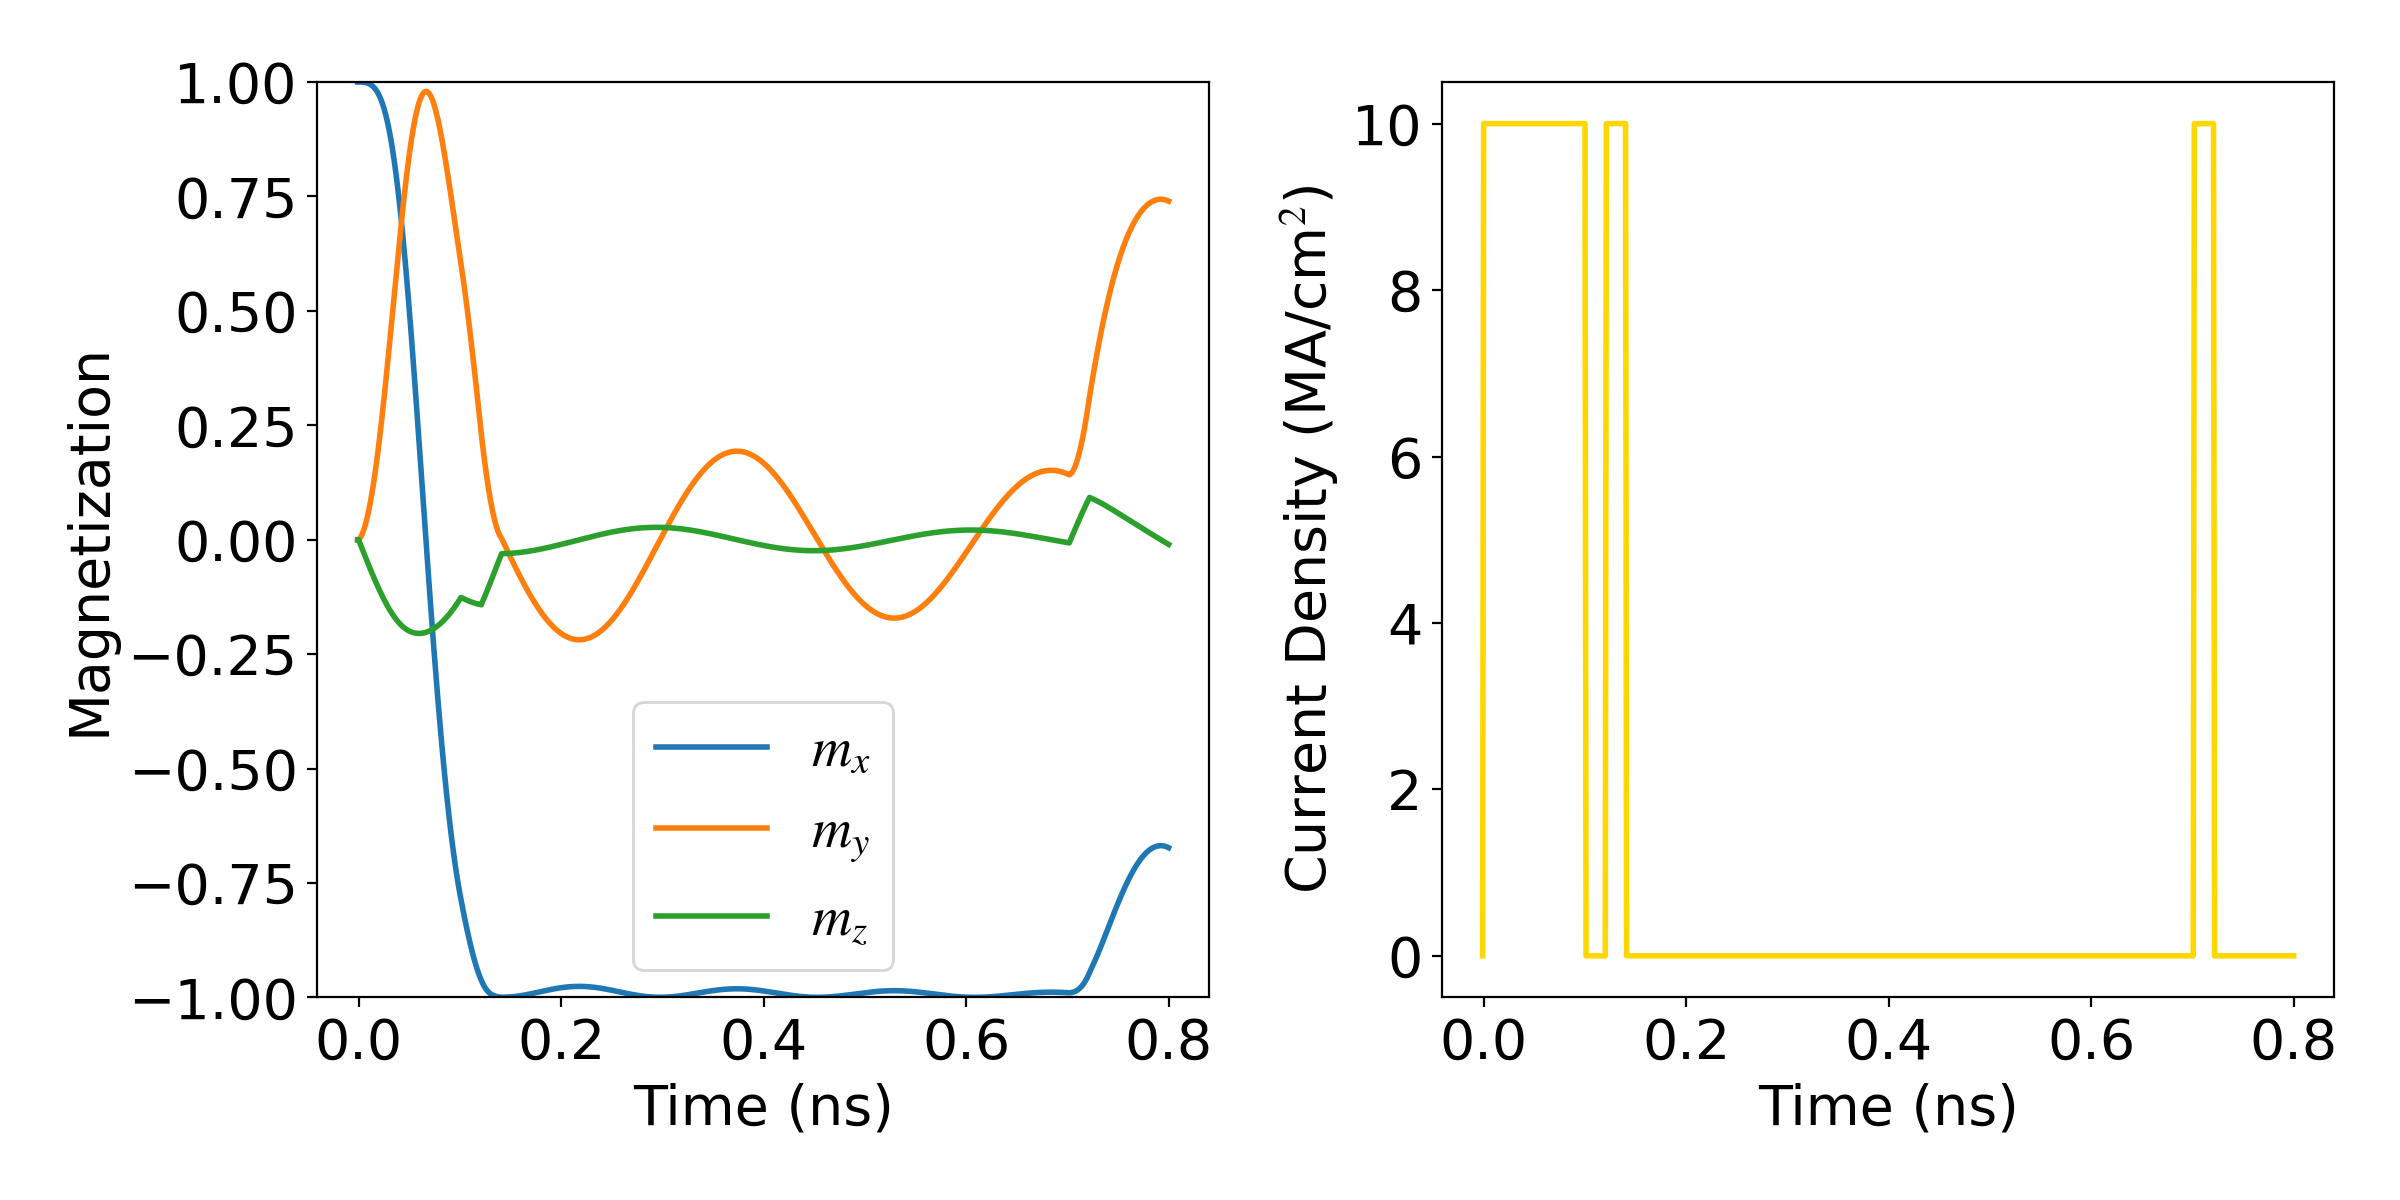 1.00
0.75
0.50
0.25
0.00
−0.25
−0.50
−0.75
−1.00
Magnetization
0.0 0.2 0.4 0.6 0.8
Time (ns)
m_x
m_y
m_z
10
8
6
4
2
0
Current Density (MA/cm²)
0.0 0.2 0.4 0.6 0.8
Time (ns)